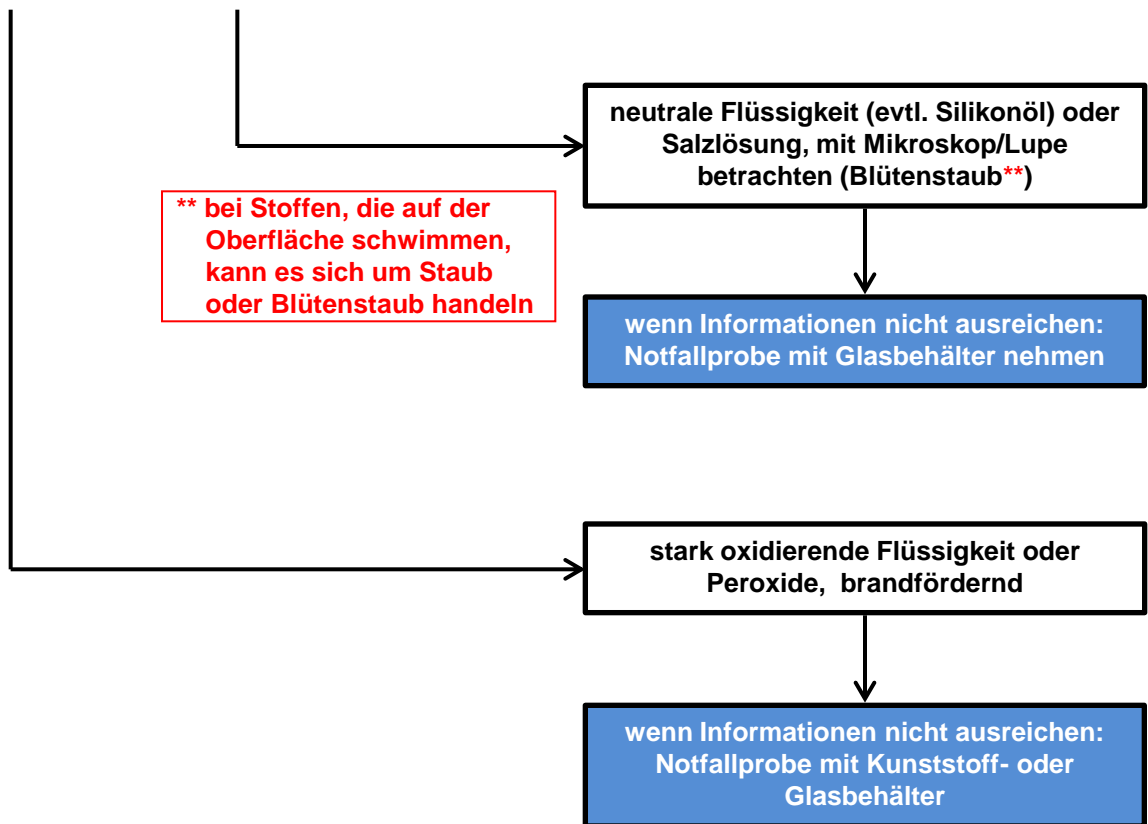 neutrale Flüssigkeit (evtl. Silikonöl) oder
Salzlösung, mit Mikroskop/Lupe
betrachten (Blütenstaub**)
** bei Stoffen, die auf der
Oberfläche schwimmen,
kann es sich um Staub
oder Blütenstaub handeln
wenn Informationen nicht ausreichen:
Notfallprobe mit Glasbehälter nehmen
stark oxidierende Flüssigkeit oder
Peroxide, brandfördernd
wenn Informationen nicht ausreichen:
Notfallprobe mit Kunststoff- oder
Glasbehälter